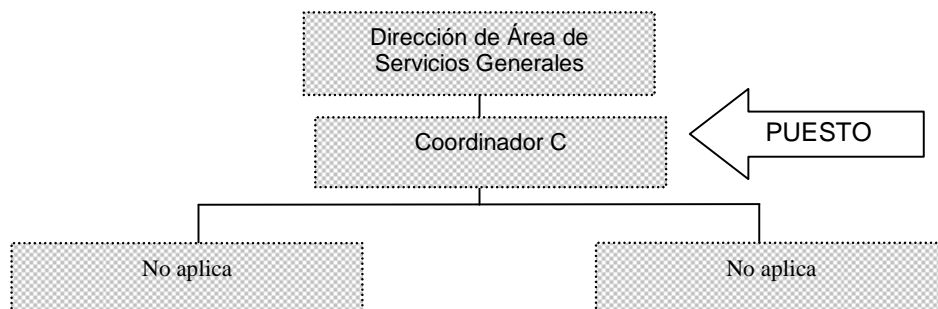 Dirección de Área de
Servicios Generales
Coordinador C
PUESTO
No aplica
No aplica